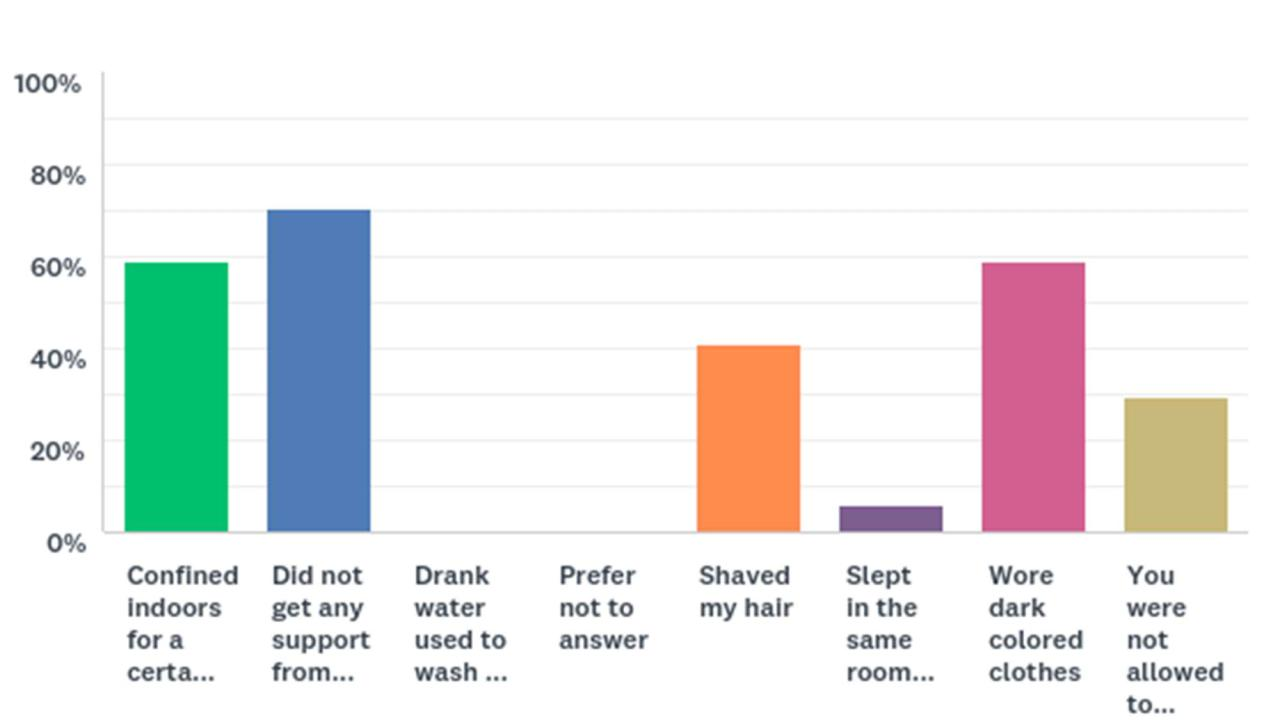 100%
80%
60%
40%
20%
0%
Confined
indoors
for a
certa...
Did not
get any
support
from...
Drank
water
used to
wash ...
Prefer
not to
answer
Shaved
my hair
Slept
in the
same
room...
Wore
dark
colored
clothes
You
were
not
allowed
to...